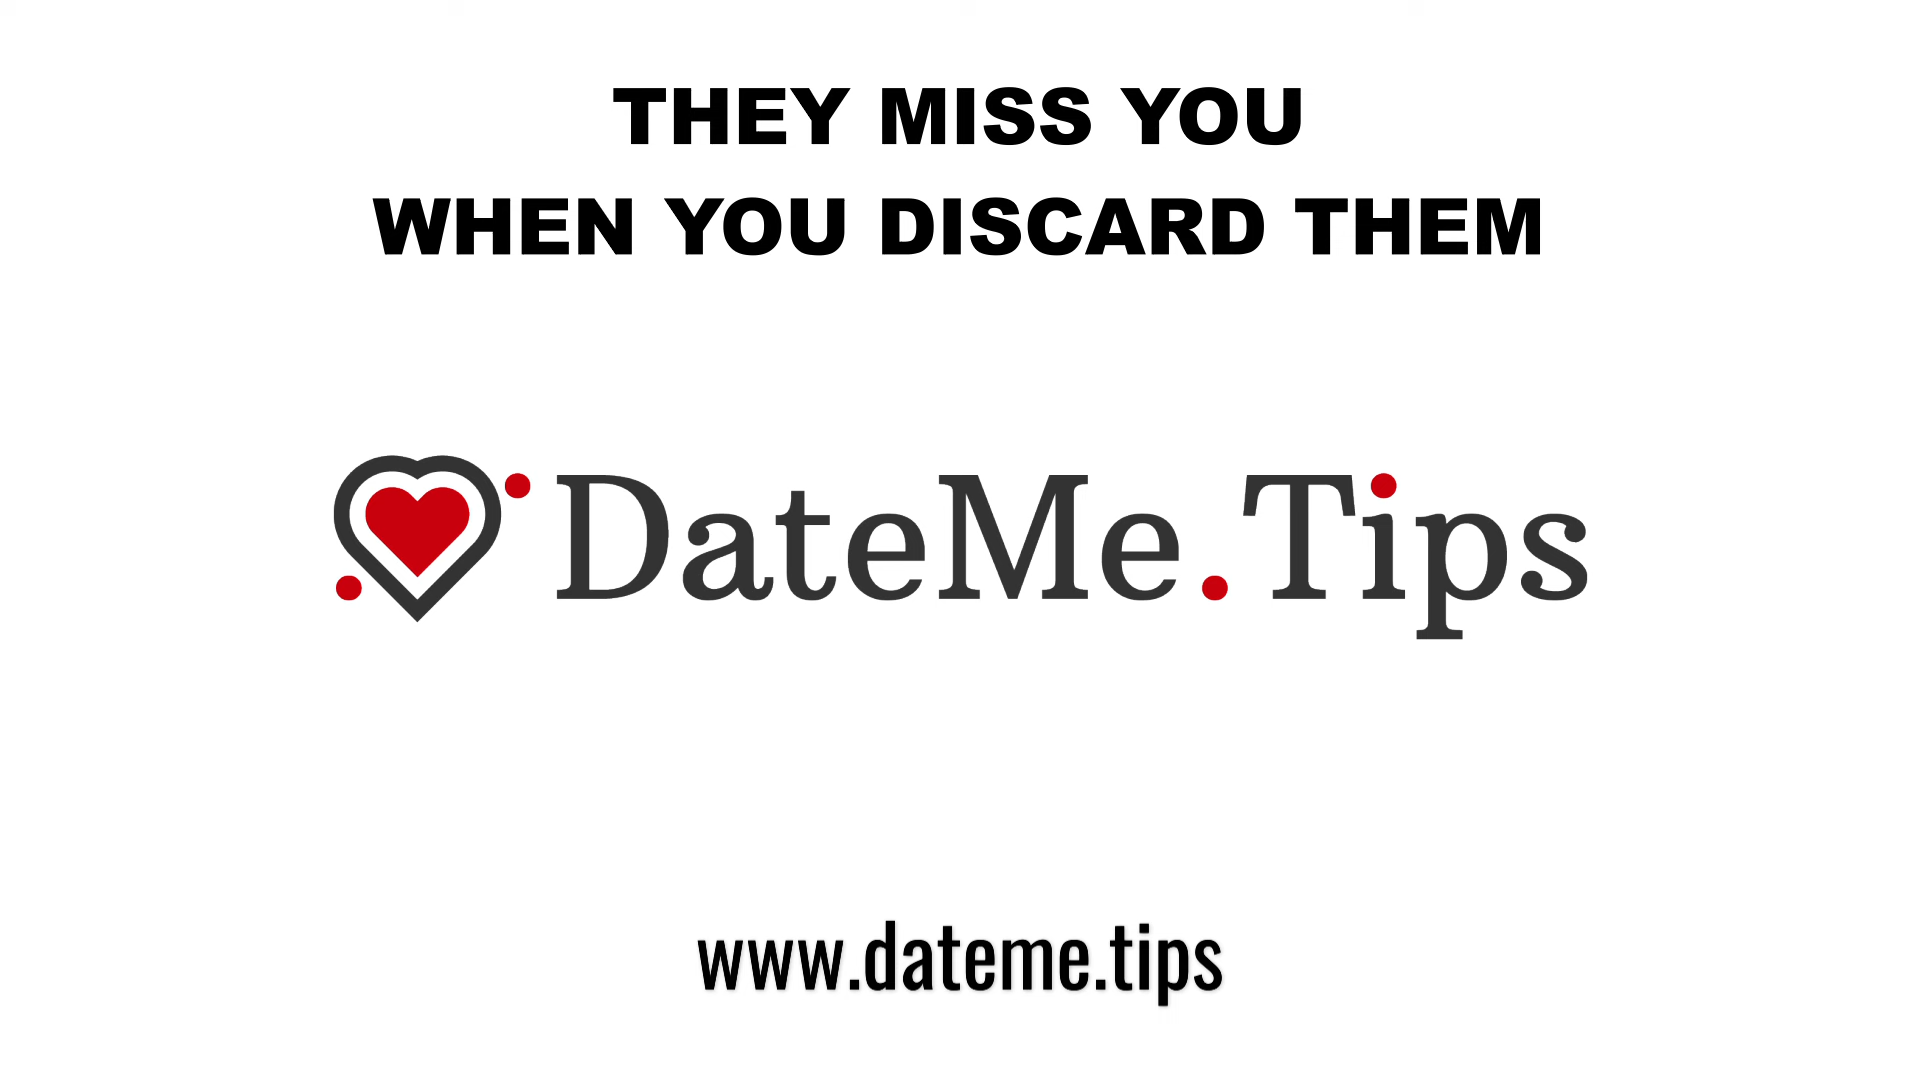 THEY MISS YOU
WHEN YOU DISCARD THEM
DateMe.Tips
www.dateme.tips